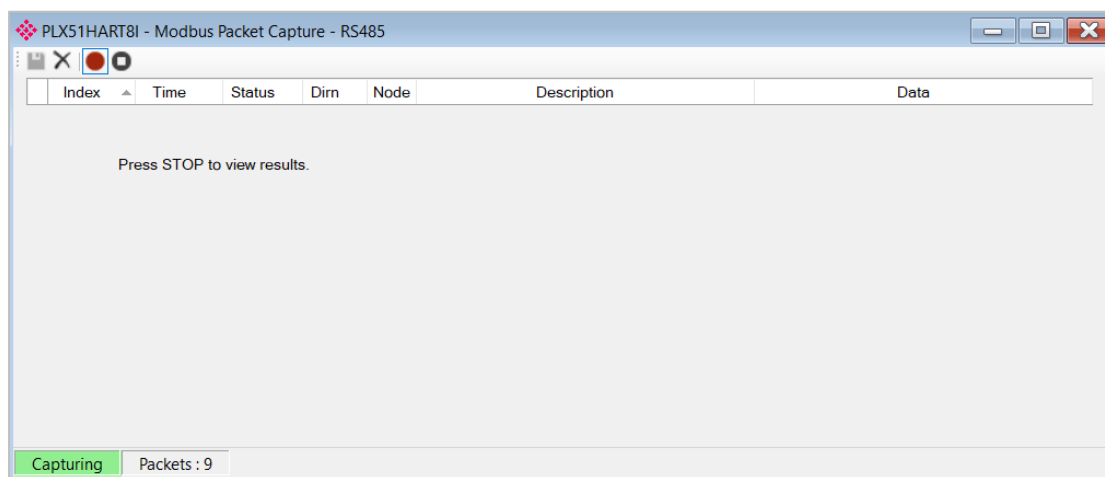 PLX51HART8I - Modbus Packet Capture - RS485
Index Time Status Dirn Node Description Data
Press STOP to view results.
Capturing Packets : 9